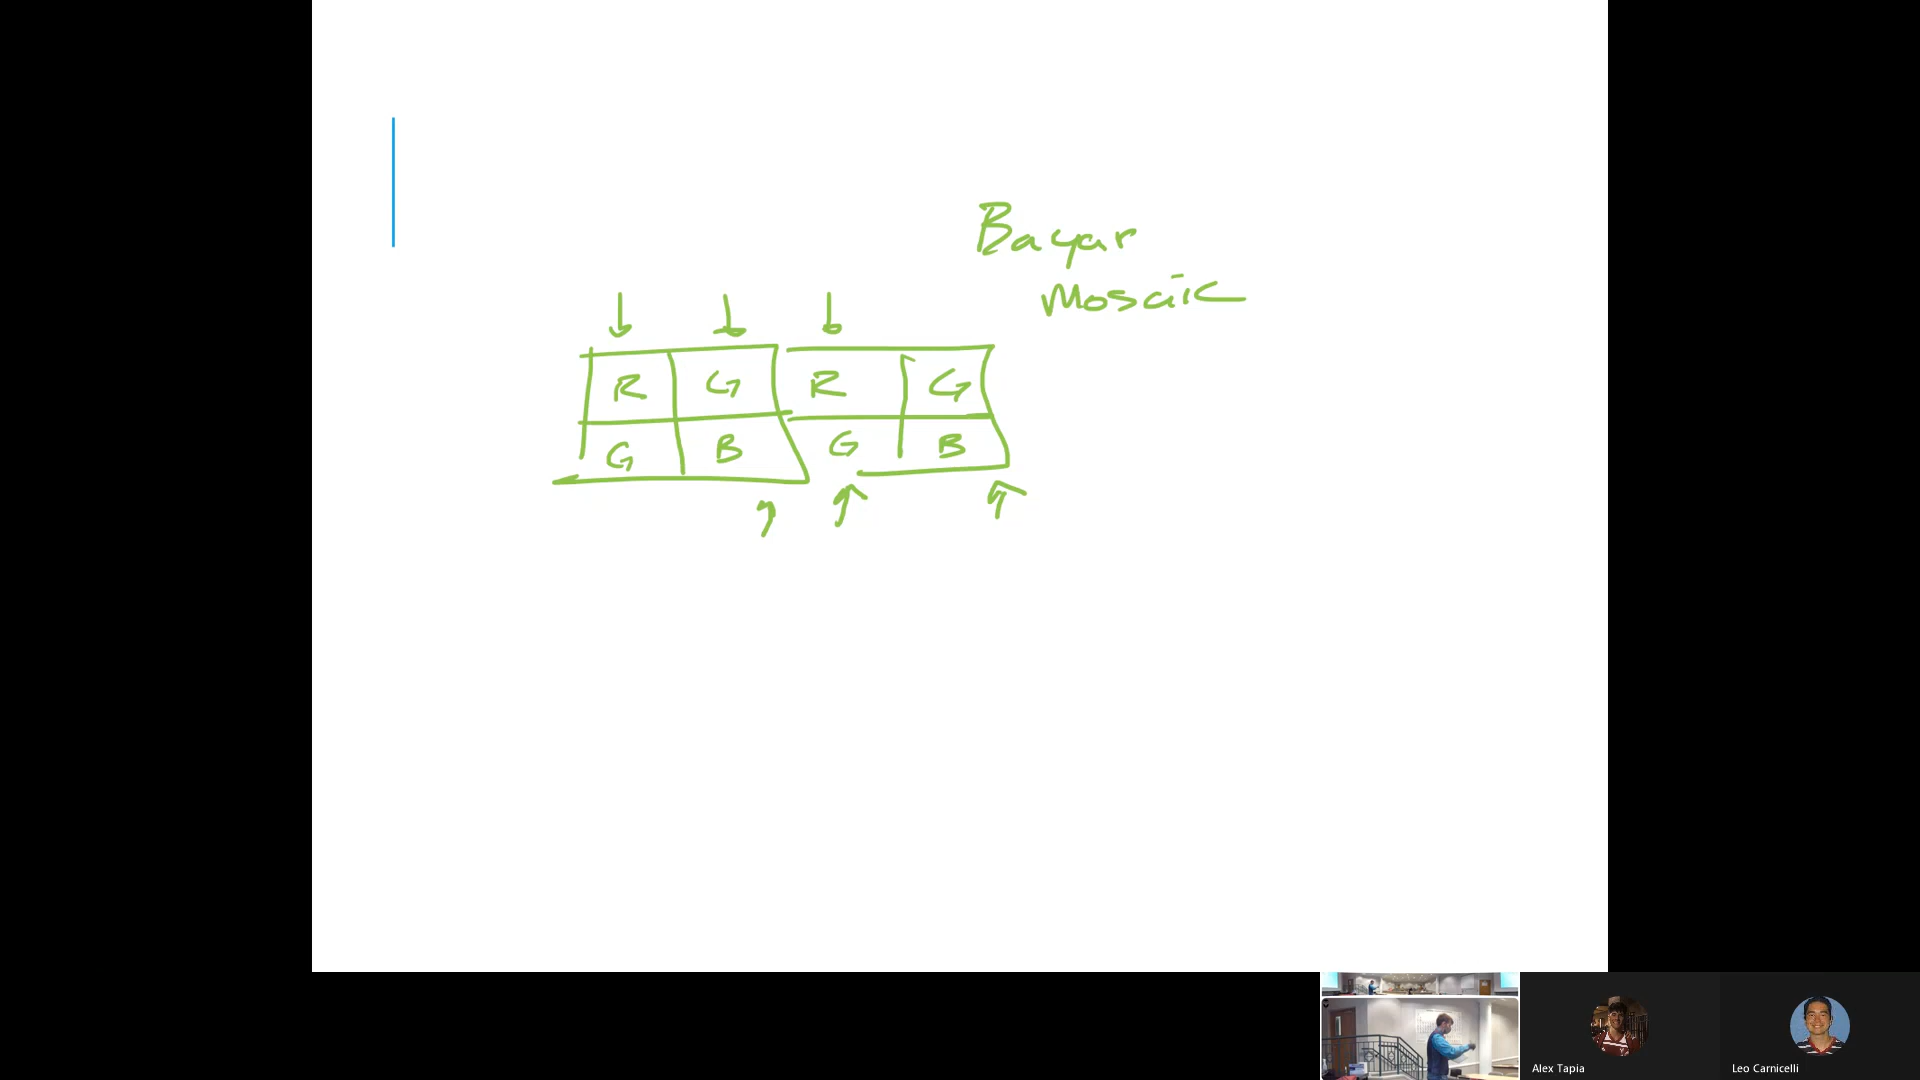 Bayar
Mosaic
R G R G
G B G B
Alex Tapia
Leo Carnicelli